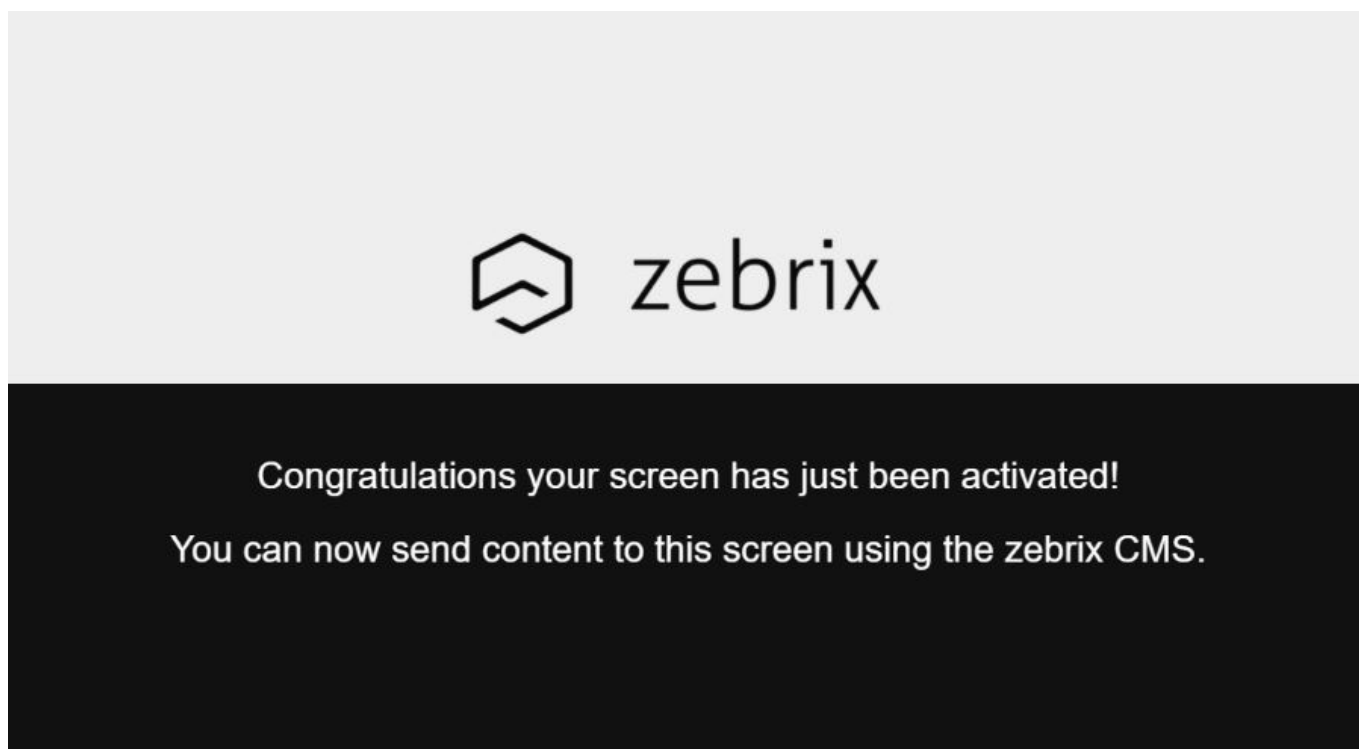 zebrix
Congratulations your screen has just been activated!
You can now send content to this screen using the zebrix CMS.